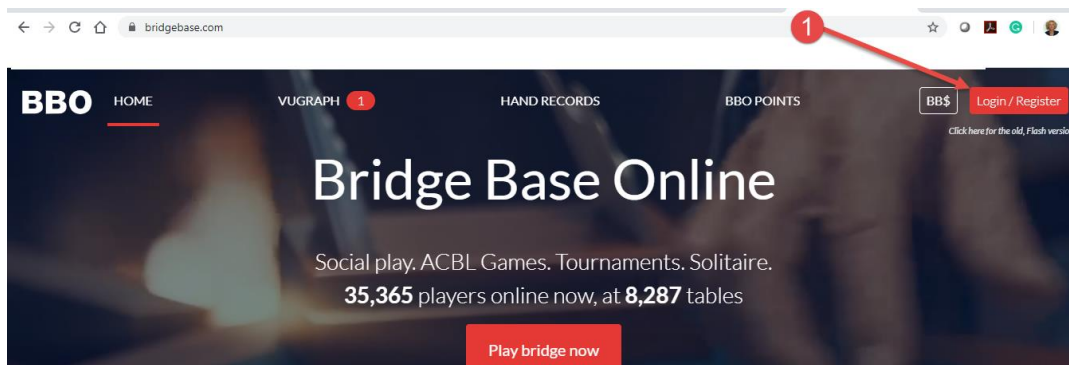 bridgebase.com
1
BBO HOME VUGRAPH 1 HAND RECORDS BBO POINTS BB$ Login / Register
Click here for the old, Flash versio
Bridge Base Online
Social play. ACBL Games. Tournaments. Solitaire.
35,365 players online now, at 8,287 tables
Play bridge now